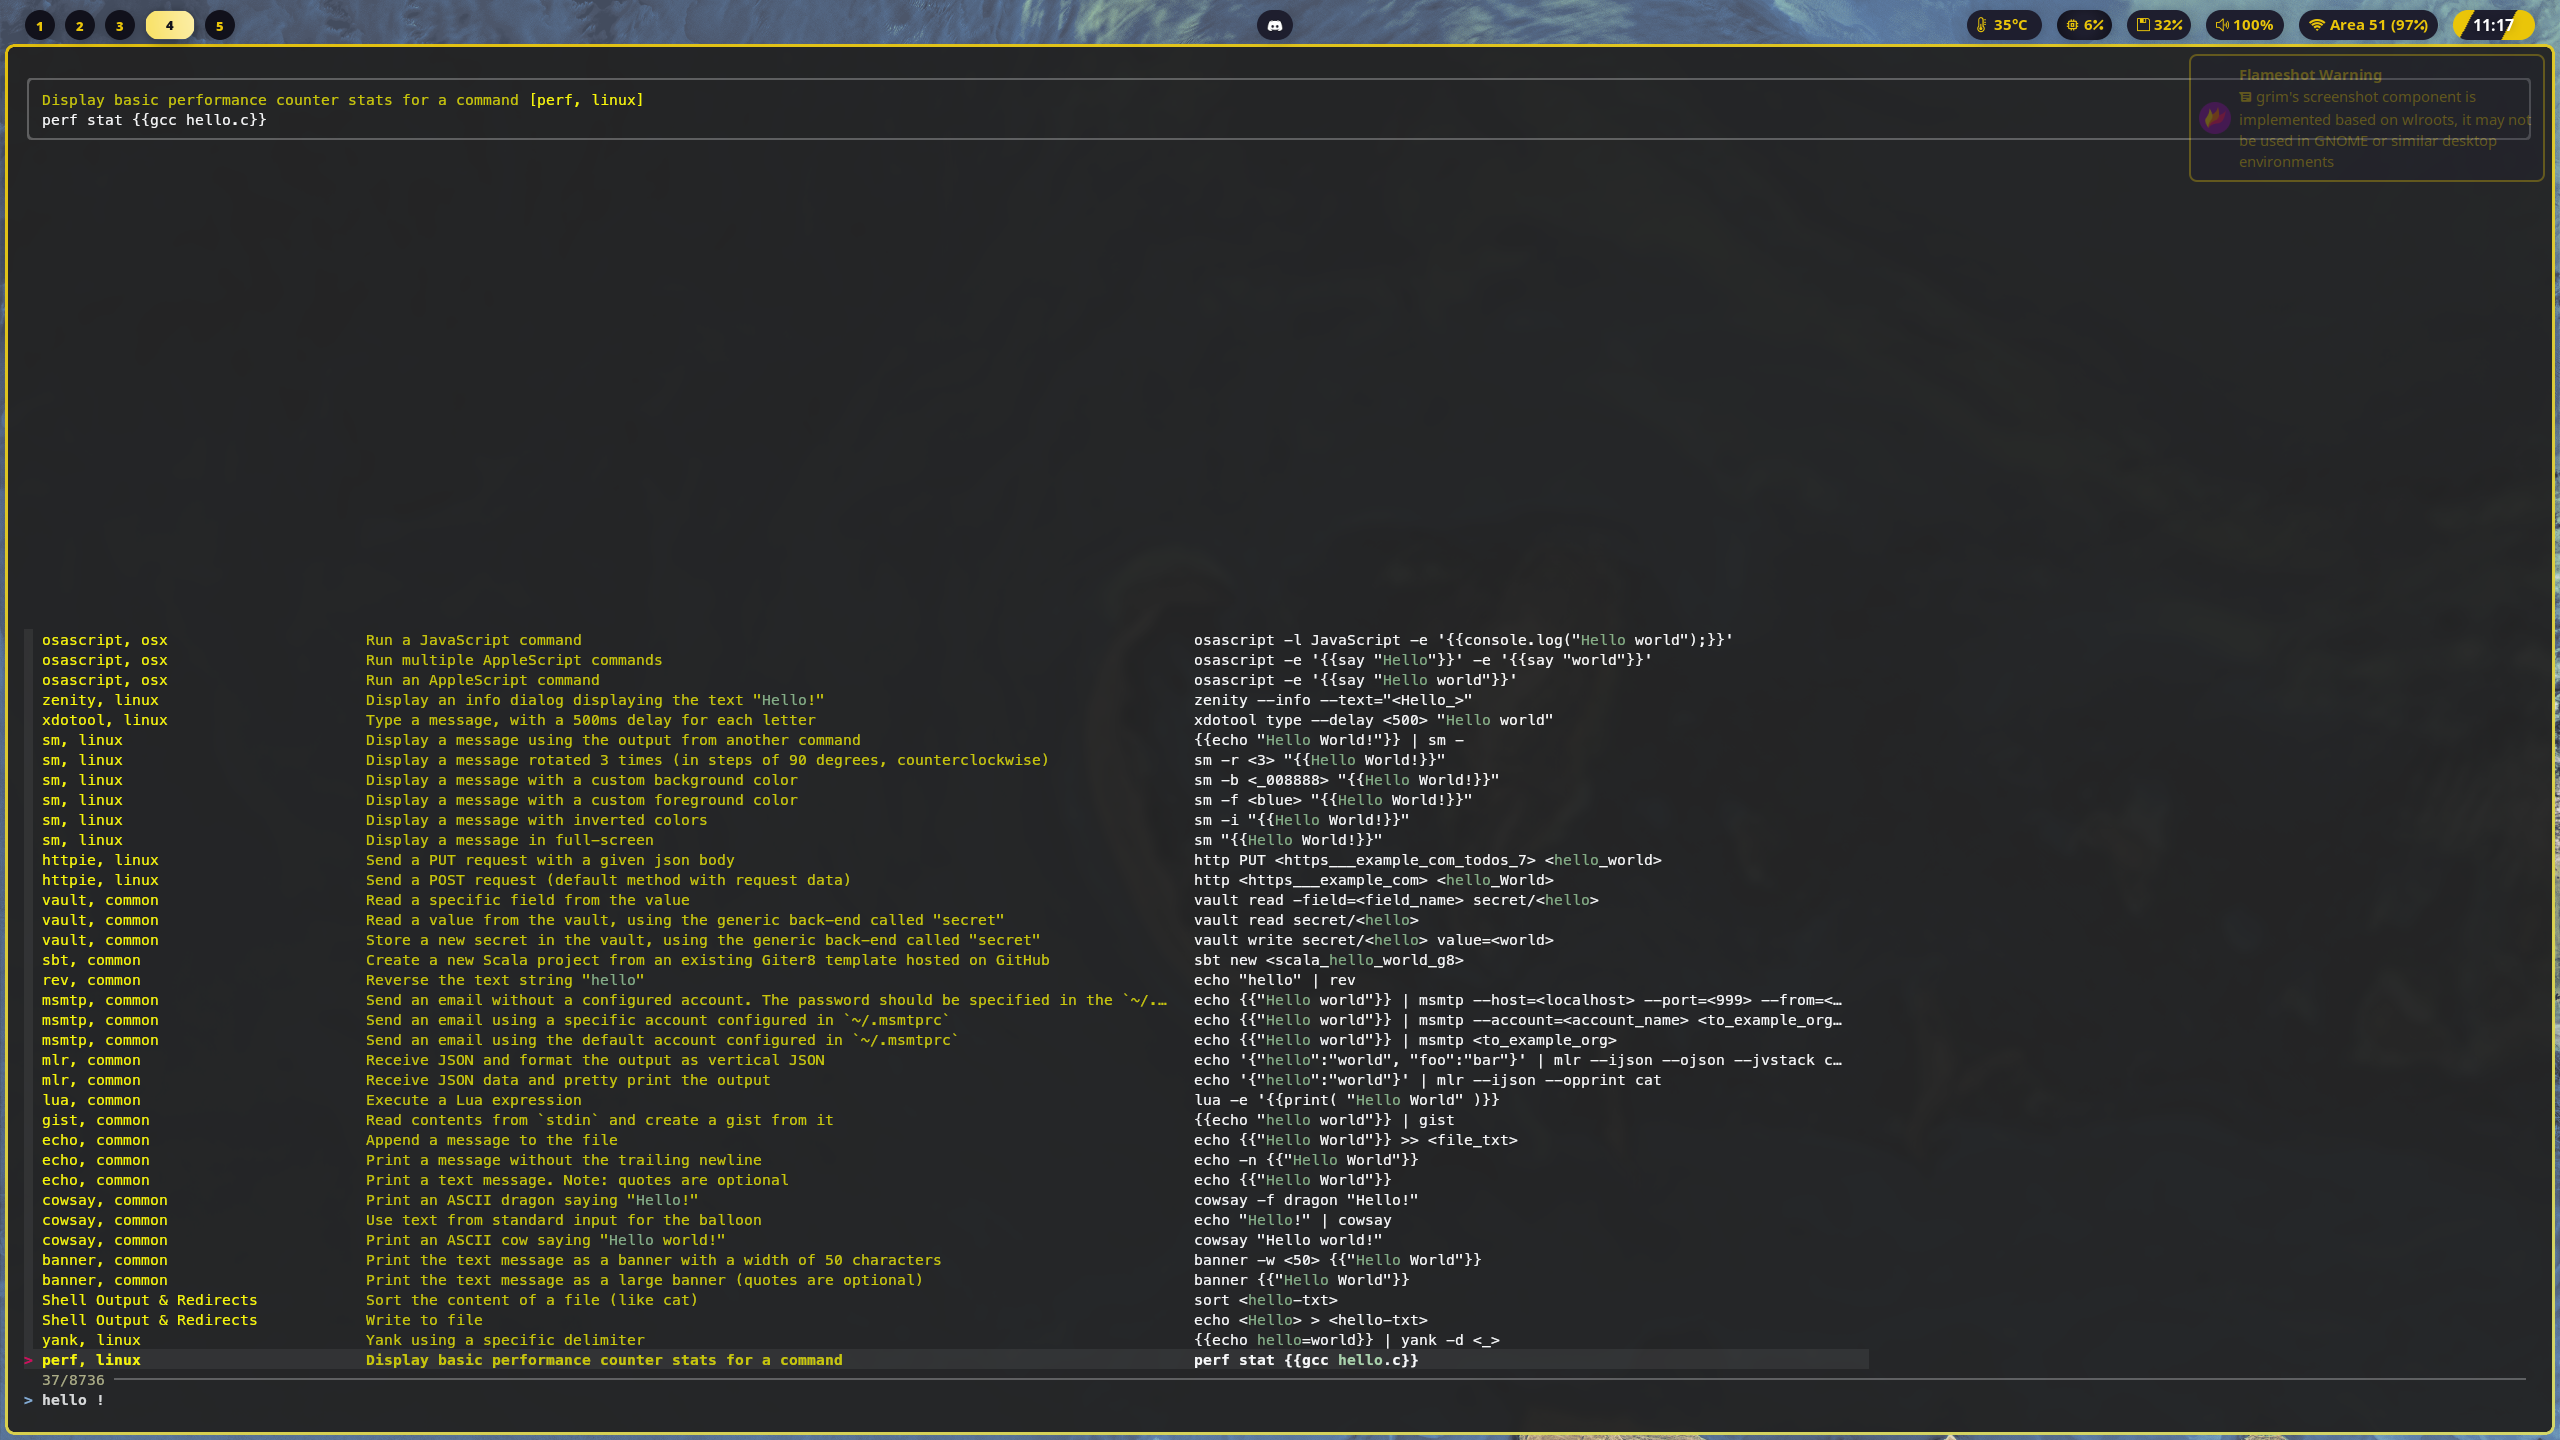 1 2 3 4 5 35°C 6% 32% 100% Area 51 (97%) 11:17
Flameshot Warning
grim's screenshot component is
implemented based on wlroots, it may not
be used in GNOME or similar desktop
environments
Display basic performance counter stats for a command [perf, linux]
perf stat {{gcc hello.c}}
osascript, osx Run a JavaScript command osascript -l JavaScript -e '{{console.log("Hello world");}}'
osascript, osx Run multiple AppleScript commands osascript -e '{{say "Hello"}}' -e '{{say "world"}}'
osascript, osx Run an AppleScript command osascript -e '{{say "Hello world"}}'
zenity, linux Display an info dialog displaying the text "Hello!" zenity --info --text="<Hello_>"
xdotool, linux Type a message, with a 500ms delay for each letter xdotool type --delay <500> "Hello world"
sm, linux Display a message using the output from another command {{echo "Hello World!"}} | sm -
sm, linux Display a message rotated 3 times (in steps of 90 degrees, counterclockwise) sm -r <3> "{{Hello World!}}"
sm, linux Display a message with a custom background color sm -b <_008888> "{{Hello World!}}"
sm, linux Display a message with a custom foreground color sm -f <blue> "{{Hello World!}}"
sm, linux Display a message with inverted colors sm -i "{{Hello World!}}"
sm, linux Display a message in full-screen sm "{{Hello World!}}"
httpie, linux Send a PUT request with a given json body http PUT <https___example_com_todos_7> <hello_world>
httpie, linux Send a POST request (default method with request data) http <https___example_com> <hello_World>
vault, common Read a specific field from the value vault read -field=<field_name> secret/<hello>
vault, common Read a value from the vault, using the generic back-end called "secret" vault read secret/<hello>
vault, common Store a new secret in the vault, using the generic back-end called "secret" vault write secret/<hello> value=<world>
sbt, common Create a new Scala project from an existing Giter8 template hosted on GitHub sbt new <scala_hello_world_g8>
rev, common Reverse the text string "hello" echo "hello" | rev
msmtp, common Send an email without a configured account. The password should be specified in the `~/.… echo {{"Hello world"}} | msmtp --host=<localhost> --port=<999> --from=<…
msmtp, common Send an email using a specific account configured in `~/.msmtprc` echo {{"Hello world"}} | msmtp --account=<account_name> <to_example_org…
msmtp, common Send an email using the default account configured in `~/.msmtprc` echo {{"Hello world"}} | msmtp <to_example_org>
mlr, common Receive JSON and format the output as vertical JSON echo '{"hello":"world", "foo":"bar"}' | mlr --ijson --ojson --jvstack c…
mlr, common Receive JSON data and pretty print the output echo '{"hello":"world"}' | mlr --ijson --opprint cat
lua, common Execute a Lua expression lua -e '{{print( "Hello World" )}}
gist, common Read contents from `stdin` and create a gist from it {{echo "hello world"}} | gist
echo, common Append a message to the file echo {{"Hello World"}} >> <file_txt>
echo, common Print a message without the trailing newline echo -n {{"Hello World"}}
echo, common Print a text message. Note: quotes are optional echo {{"Hello World"}}
cowsay, common Print an ASCII dragon saying "Hello!" cowsay -f dragon "Hello!"
cowsay, common Use text from standard input for the balloon echo "Hello!" | cowsay
cowsay, common Print an ASCII cow saying "Hello world!" cowsay "Hello world!"
banner, common Print the text message as a banner with a width of 50 characters banner -w <50> {{"Hello World"}}
banner, common Print the text message as a large banner (quotes are optional) banner {{"Hello World"}}
Shell Output & Redirects Sort the content of a file (like cat) sort <hello-txt>
Shell Output & Redirects Write to file echo <Hello> > <hello-txt>
yank, linux Yank using a specific delimiter {{echo hello=world}} | yank -d <_>
> perf, linux Display basic performance counter stats for a command perf stat {{gcc hello.c}}
37/8736
> hello !